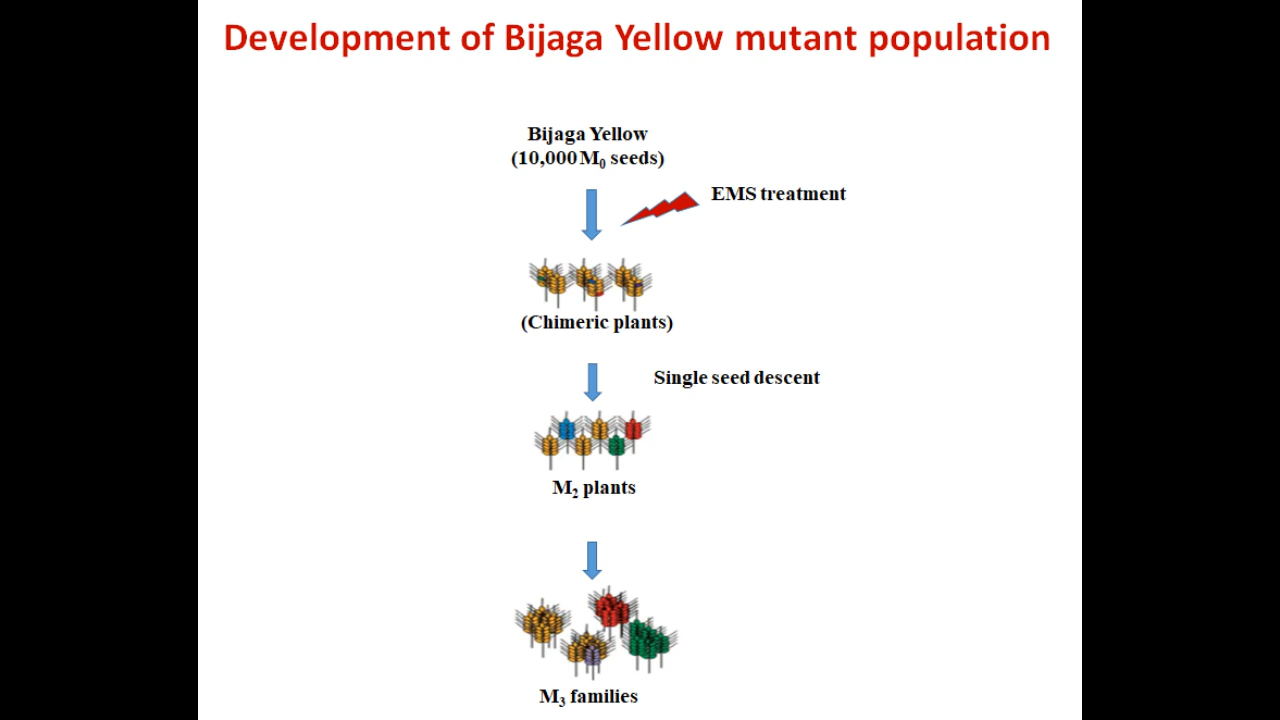 Development of Bijaga Yellow mutant population
Bijaga Yellow
(10,000 M₀ seeds)
EMS treatment
(Chimeric plants)
Single seed descent
M₂ plants
M₃ families